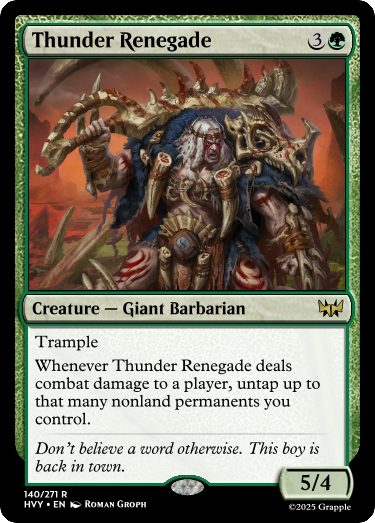 Thunder Renegade 3
Creature — Giant Barbarian
Trample
Whenever Thunder Renegade deals
combat damage to a player, untap up to
that many nonland permanents you
control.
Don't believe a word otherwise. This boy is
back in town.
5/4
140/271 R
HVY • EN Roman Groph
©2025 Grapple